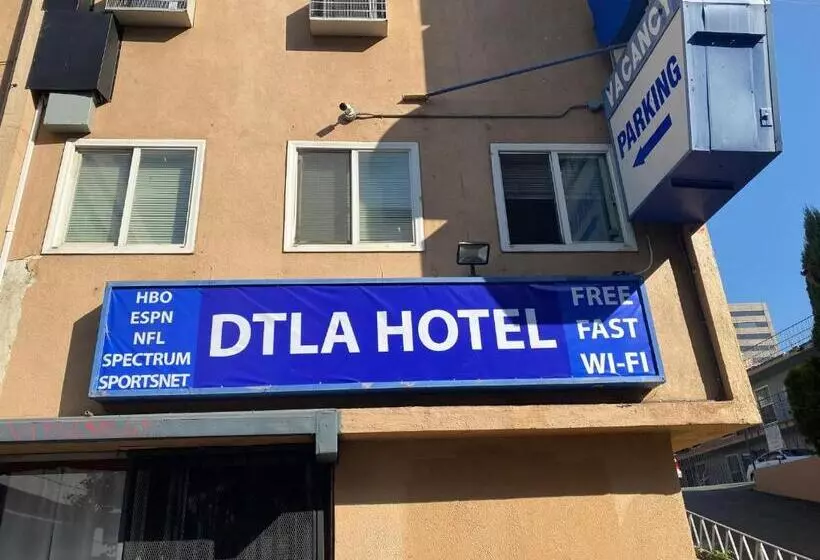 VACANCY
PARKING
HBO
ESPN
NFL
SPECTRUM
SPORTSNET
DTLA HOTEL
FREE
FAST
WI-FI